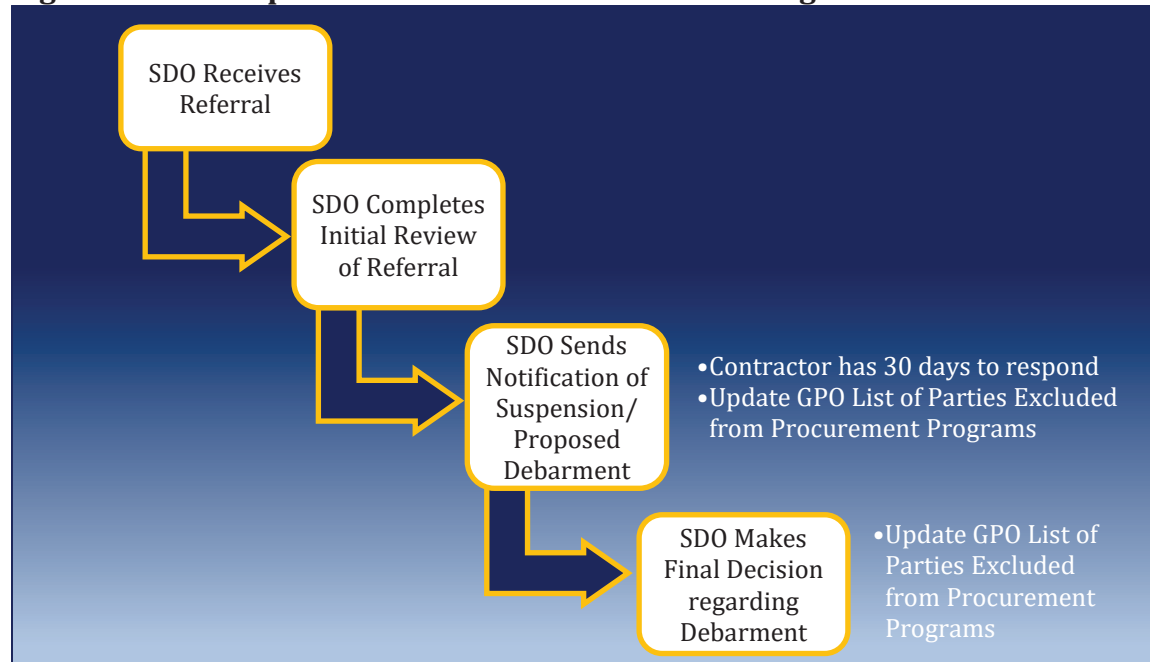 SDO Receives
Referral
SDO Completes
Initial Review
of Referral
SDO Sends
Notification of
Suspension/
Proposed
Debarment
•Contractor has 30 days to respond
•Update GPO List of Parties Excluded
from Procurement Programs
SDO Makes
Final Decision
regarding
Debarment
•Update GPO List of
Parties Excluded
from Procurement
Programs